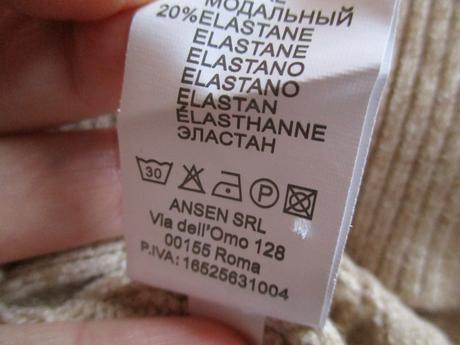 МОДАЛЬНЫЙ
20%ELASTANE
ELASTANE
ELASTANO
ELASTANO
ELASTAN
ÉLASTHANNE
ЭЛАСТАН
30 P
ANSEN SRL
Via dell'Omo 128
00155 Roma
P.IVA:16525631004